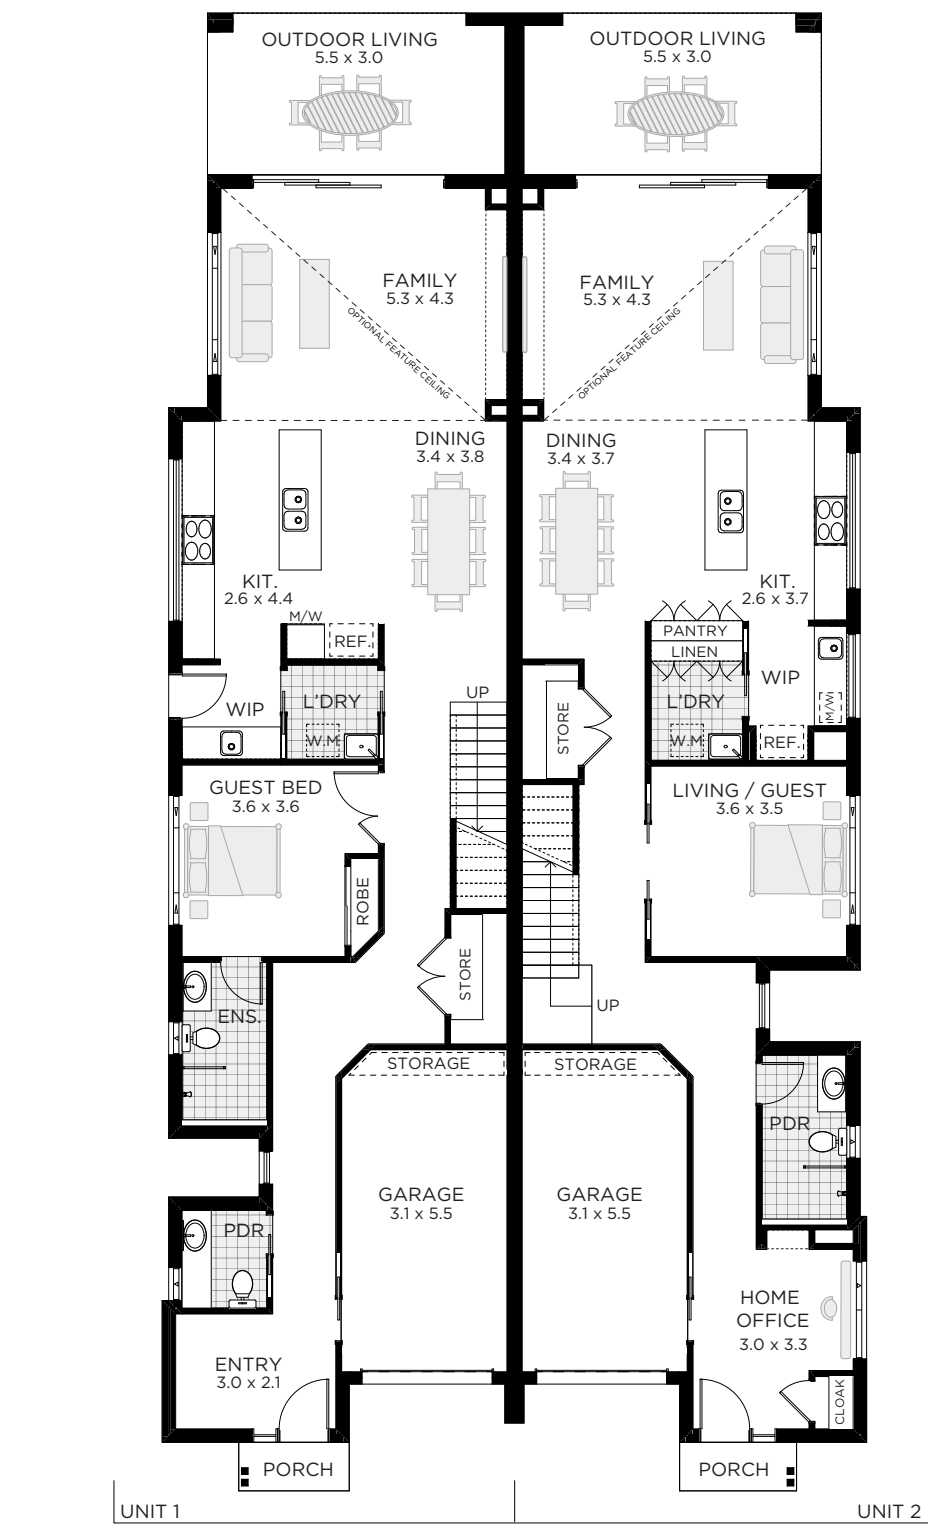 OUTDOOR LIVING
5.5 x 3.0
OUTDOOR LIVING
5.5 x 3.0
FAMILY
5.3 x 4.3
FAMILY
5.3 x 4.3
OPTIONAL FEATURE CEILING
OPTIONAL FEATURE CEILING
DINING
3.4 x 3.8
DINING
3.4 x 3.7
KIT.
2.6 x 4.4
KIT.
2.6 x 3.7
M/W
REF.
PANTRY
LINEN
WIP
L'DRY
W.M
UP
STORE
L'DRY
W.M
WIP
M/W
REF.
GUEST BED
3.6 x 3.6
LIVING / GUEST
3.6 x 3.5
ROBE
STORE
ENS.
UP
STORAGE
STORAGE
PDR
GARAGE
3.1 x 5.5
GARAGE
3.1 x 5.5
PDR
HOME
OFFICE
3.0 x 3.3
ENTRY
3.0 x 2.1
CLOAK
PORCH
PORCH
UNIT 1
UNIT 2